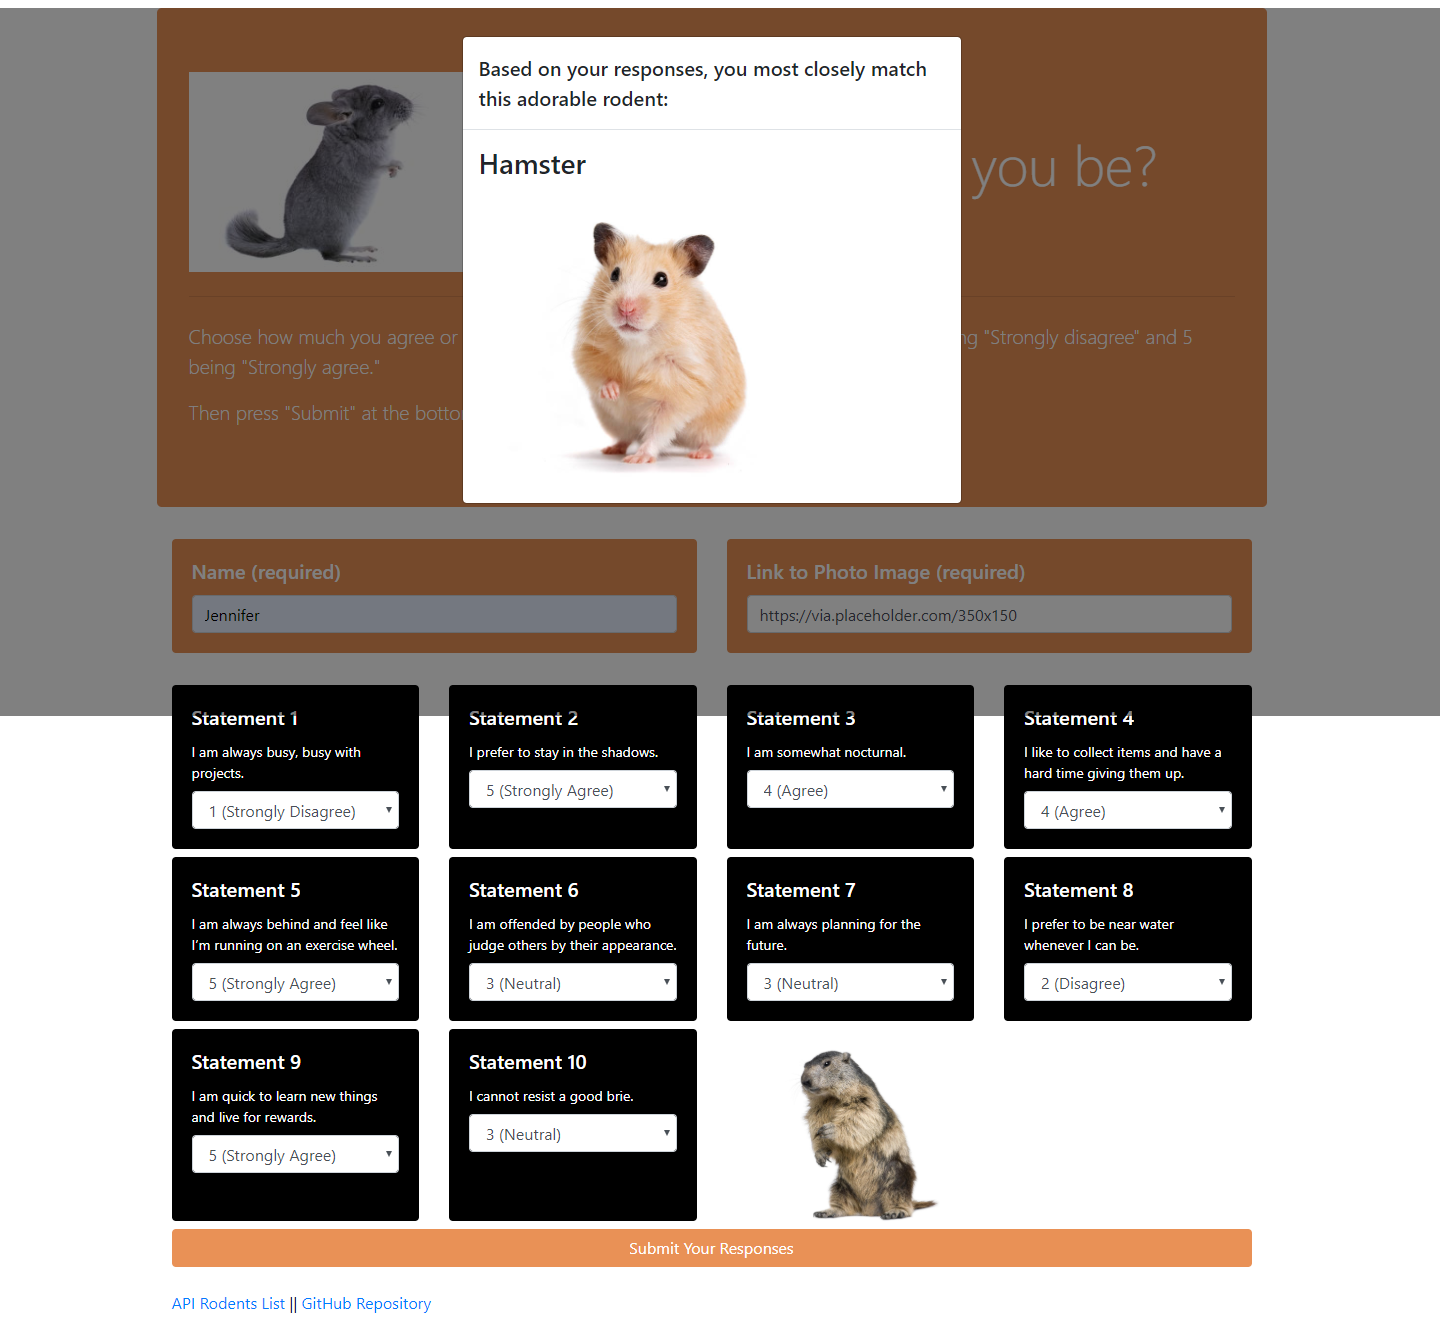 Based on your responses, you most closely match
this adorable rodent:
Hamster
you be?
Choose how much you agree or
ng "Strongly disagree" and 5
being "Strongly agree."
Then press "Submit" at the botto
Name (required)
Jennifer
Link to Photo Image (required)
https://via.placeholder.com/350x150
Statement 1
I am always busy, busy with
projects.
1 (Strongly Disagree)
Statement 2
I prefer to stay in the shadows.
5 (Strongly Agree)
Statement 3
I am somewhat nocturnal.
4 (Agree)
Statement 4
I like to collect items and have a
hard time giving them up.
4 (Agree)
Statement 5
I am always behind and feel like
I'm running on an exercise wheel.
5 (Strongly Agree)
Statement 6
I am offended by people who
judge others by their appearance.
3 (Neutral)
Statement 7
I am always planning for the
future.
3 (Neutral)
Statement 8
I prefer to be near water
whenever I can be.
2 (Disagree)
Statement 9
I am quick to learn new things
and live for rewards.
5 (Strongly Agree)
Statement 10
I cannot resist a good brie.
3 (Neutral)
Submit Your Responses
API Rodents List || GitHub Repository